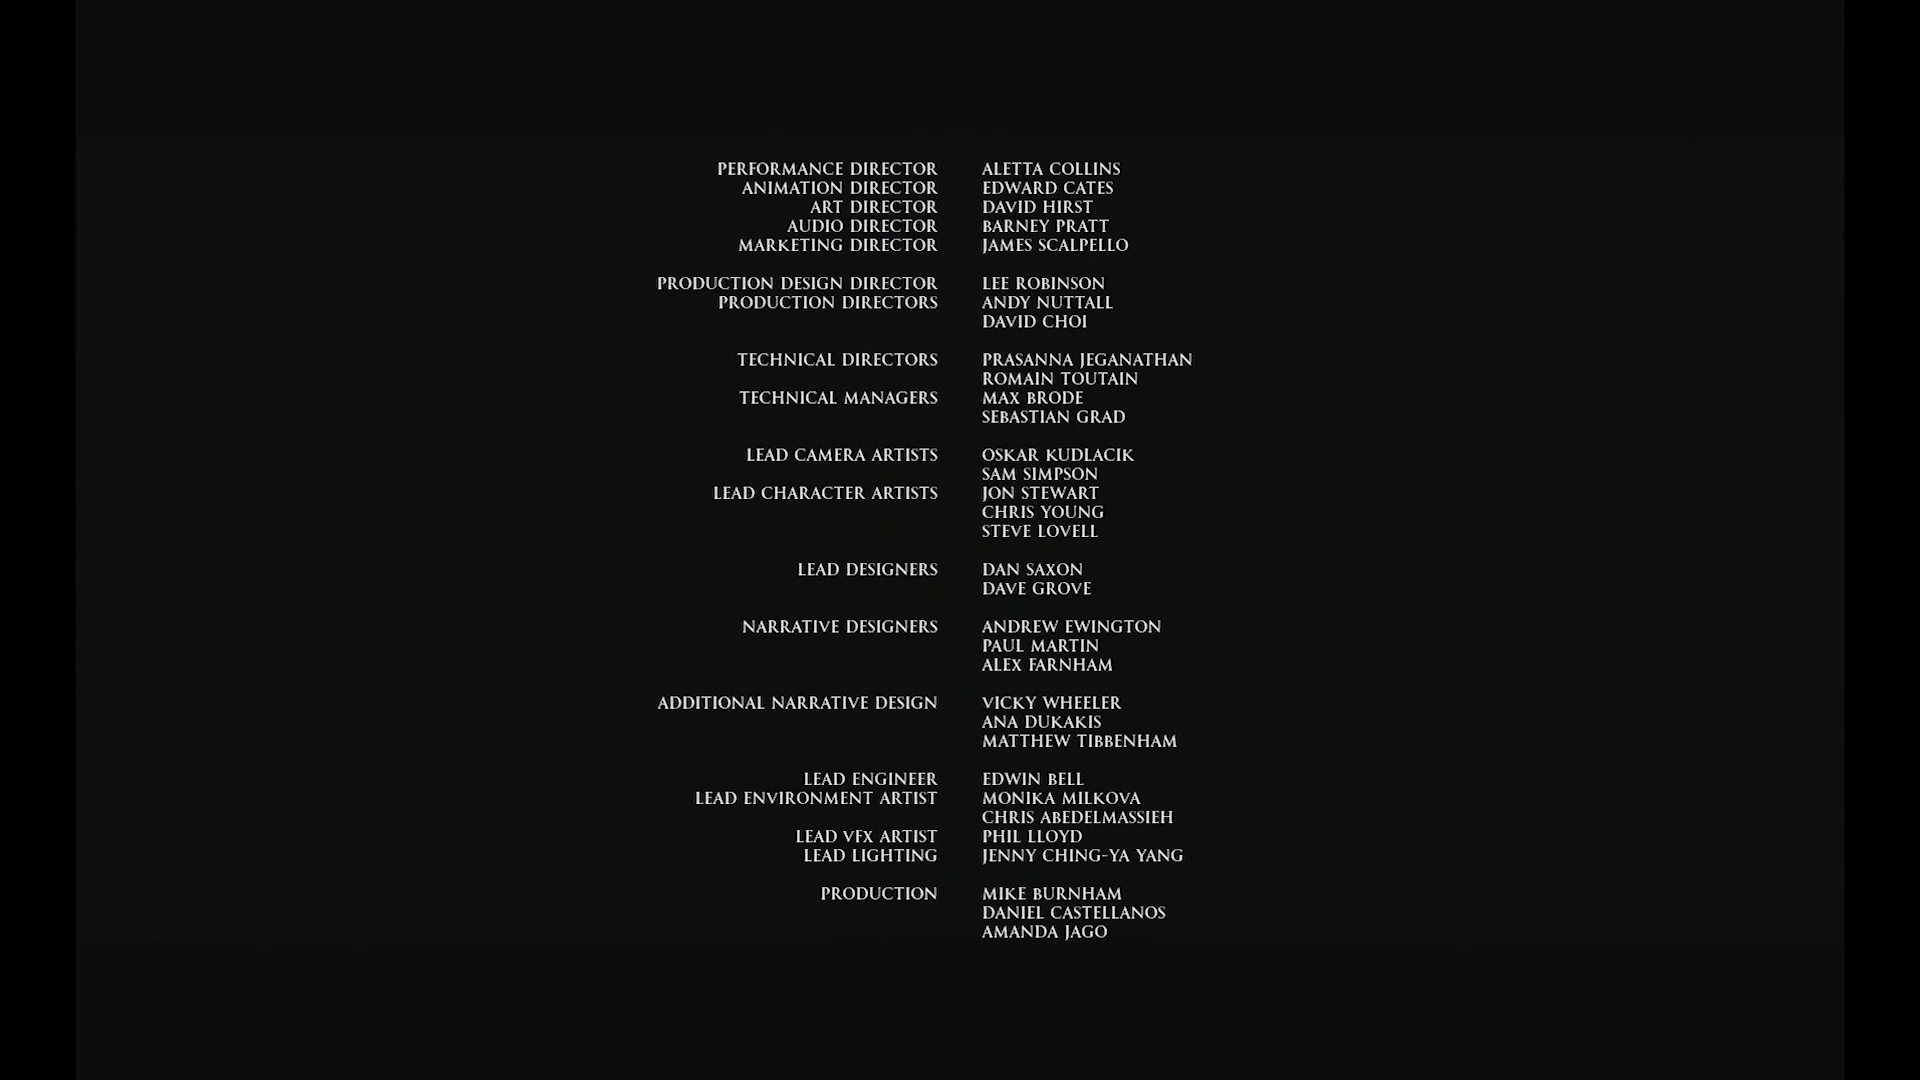 PERFORMANCE DIRECTOR ALETTA COLLINS
ANIMATION DIRECTOR EDWARD CATES
ART DIRECTOR DAVID HIRST
AUDIO DIRECTOR BARNEY PRATT
MARKETING DIRECTOR JAMES SCALPELLO
PRODUCTION DESIGN DIRECTOR LEE ROBINSON
PRODUCTION DIRECTORS ANDY NUTTALL
DAVID CHOI
TECHNICAL DIRECTORS PRASANNA JEGANATHAN
ROMAIN TOUTAIN
TECHNICAL MANAGERS MAX BRODE
SEBASTIAN GRAD
LEAD CAMERA ARTISTS OSKAR KUDLACIK
SAM SIMPSON
LEAD CHARACTER ARTISTS JON STEWART
CHRIS YOUNG
STEVE LOVELL
LEAD DESIGNERS DAN SAXON
DAVE GROVE
NARRATIVE DESIGNERS ANDREW EWINGTON
PAUL MARTIN
ALEX FARNHAM
ADDITIONAL NARRATIVE DESIGN VICKY WHEELER
ANA DUKAKIS
MATTHEW TIBBENHAM
LEAD ENGINEER EDWIN BELL
LEAD ENVIRONMENT ARTIST MONIKA MILKOVA
CHRIS ABEDELMASSIEH
LEAD VFX ARTIST PHIL LLOYD
LEAD LIGHTING JENNY CHING-YA YANG
PRODUCTION MIKE BURNHAM
DANIEL CASTELLANOS
AMANDA JAGO